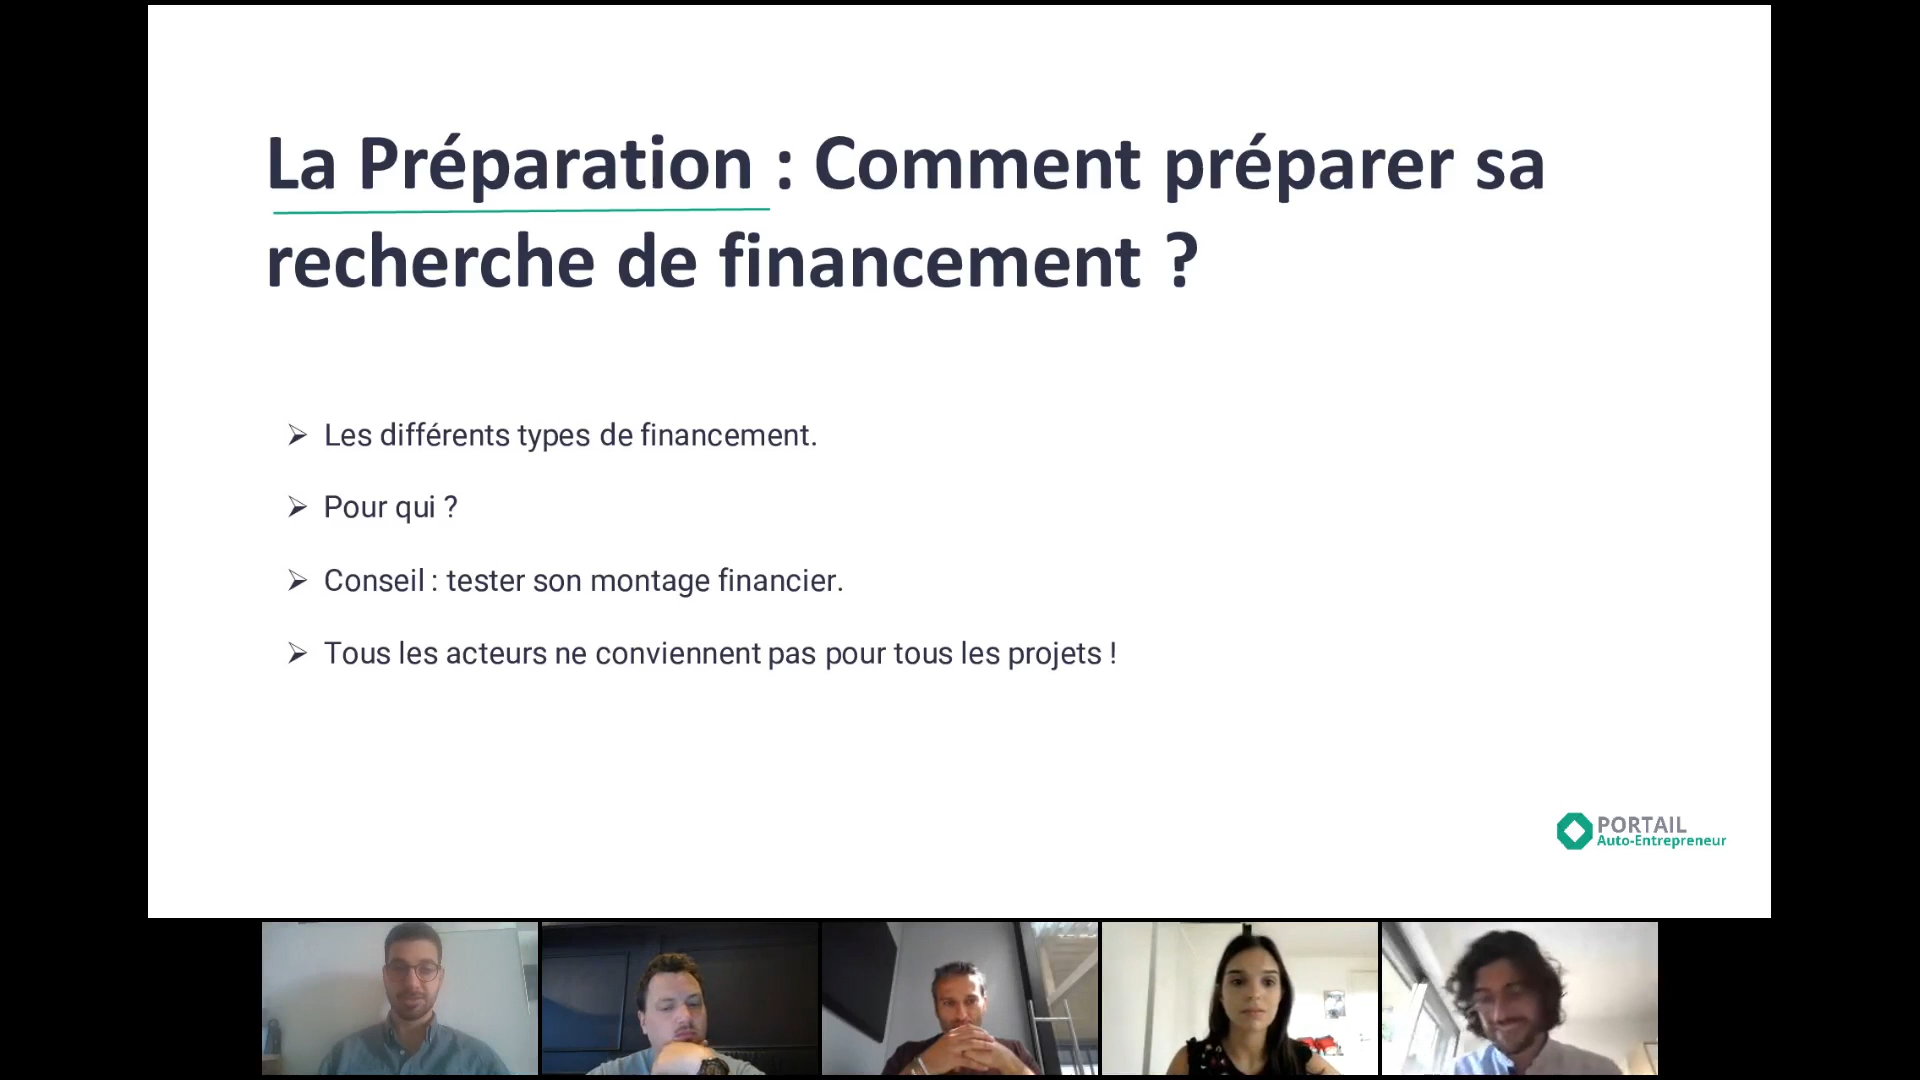 La Préparation : Comment préparer sa
recherche de financement ?
➢ Les différents types de financement.
➢ Pour qui ?
➢ Conseil : tester son montage financier.
➢ Tous les acteurs ne conviennent pas pour tous les projets !
PORTAIL
Auto-Entrepreneur